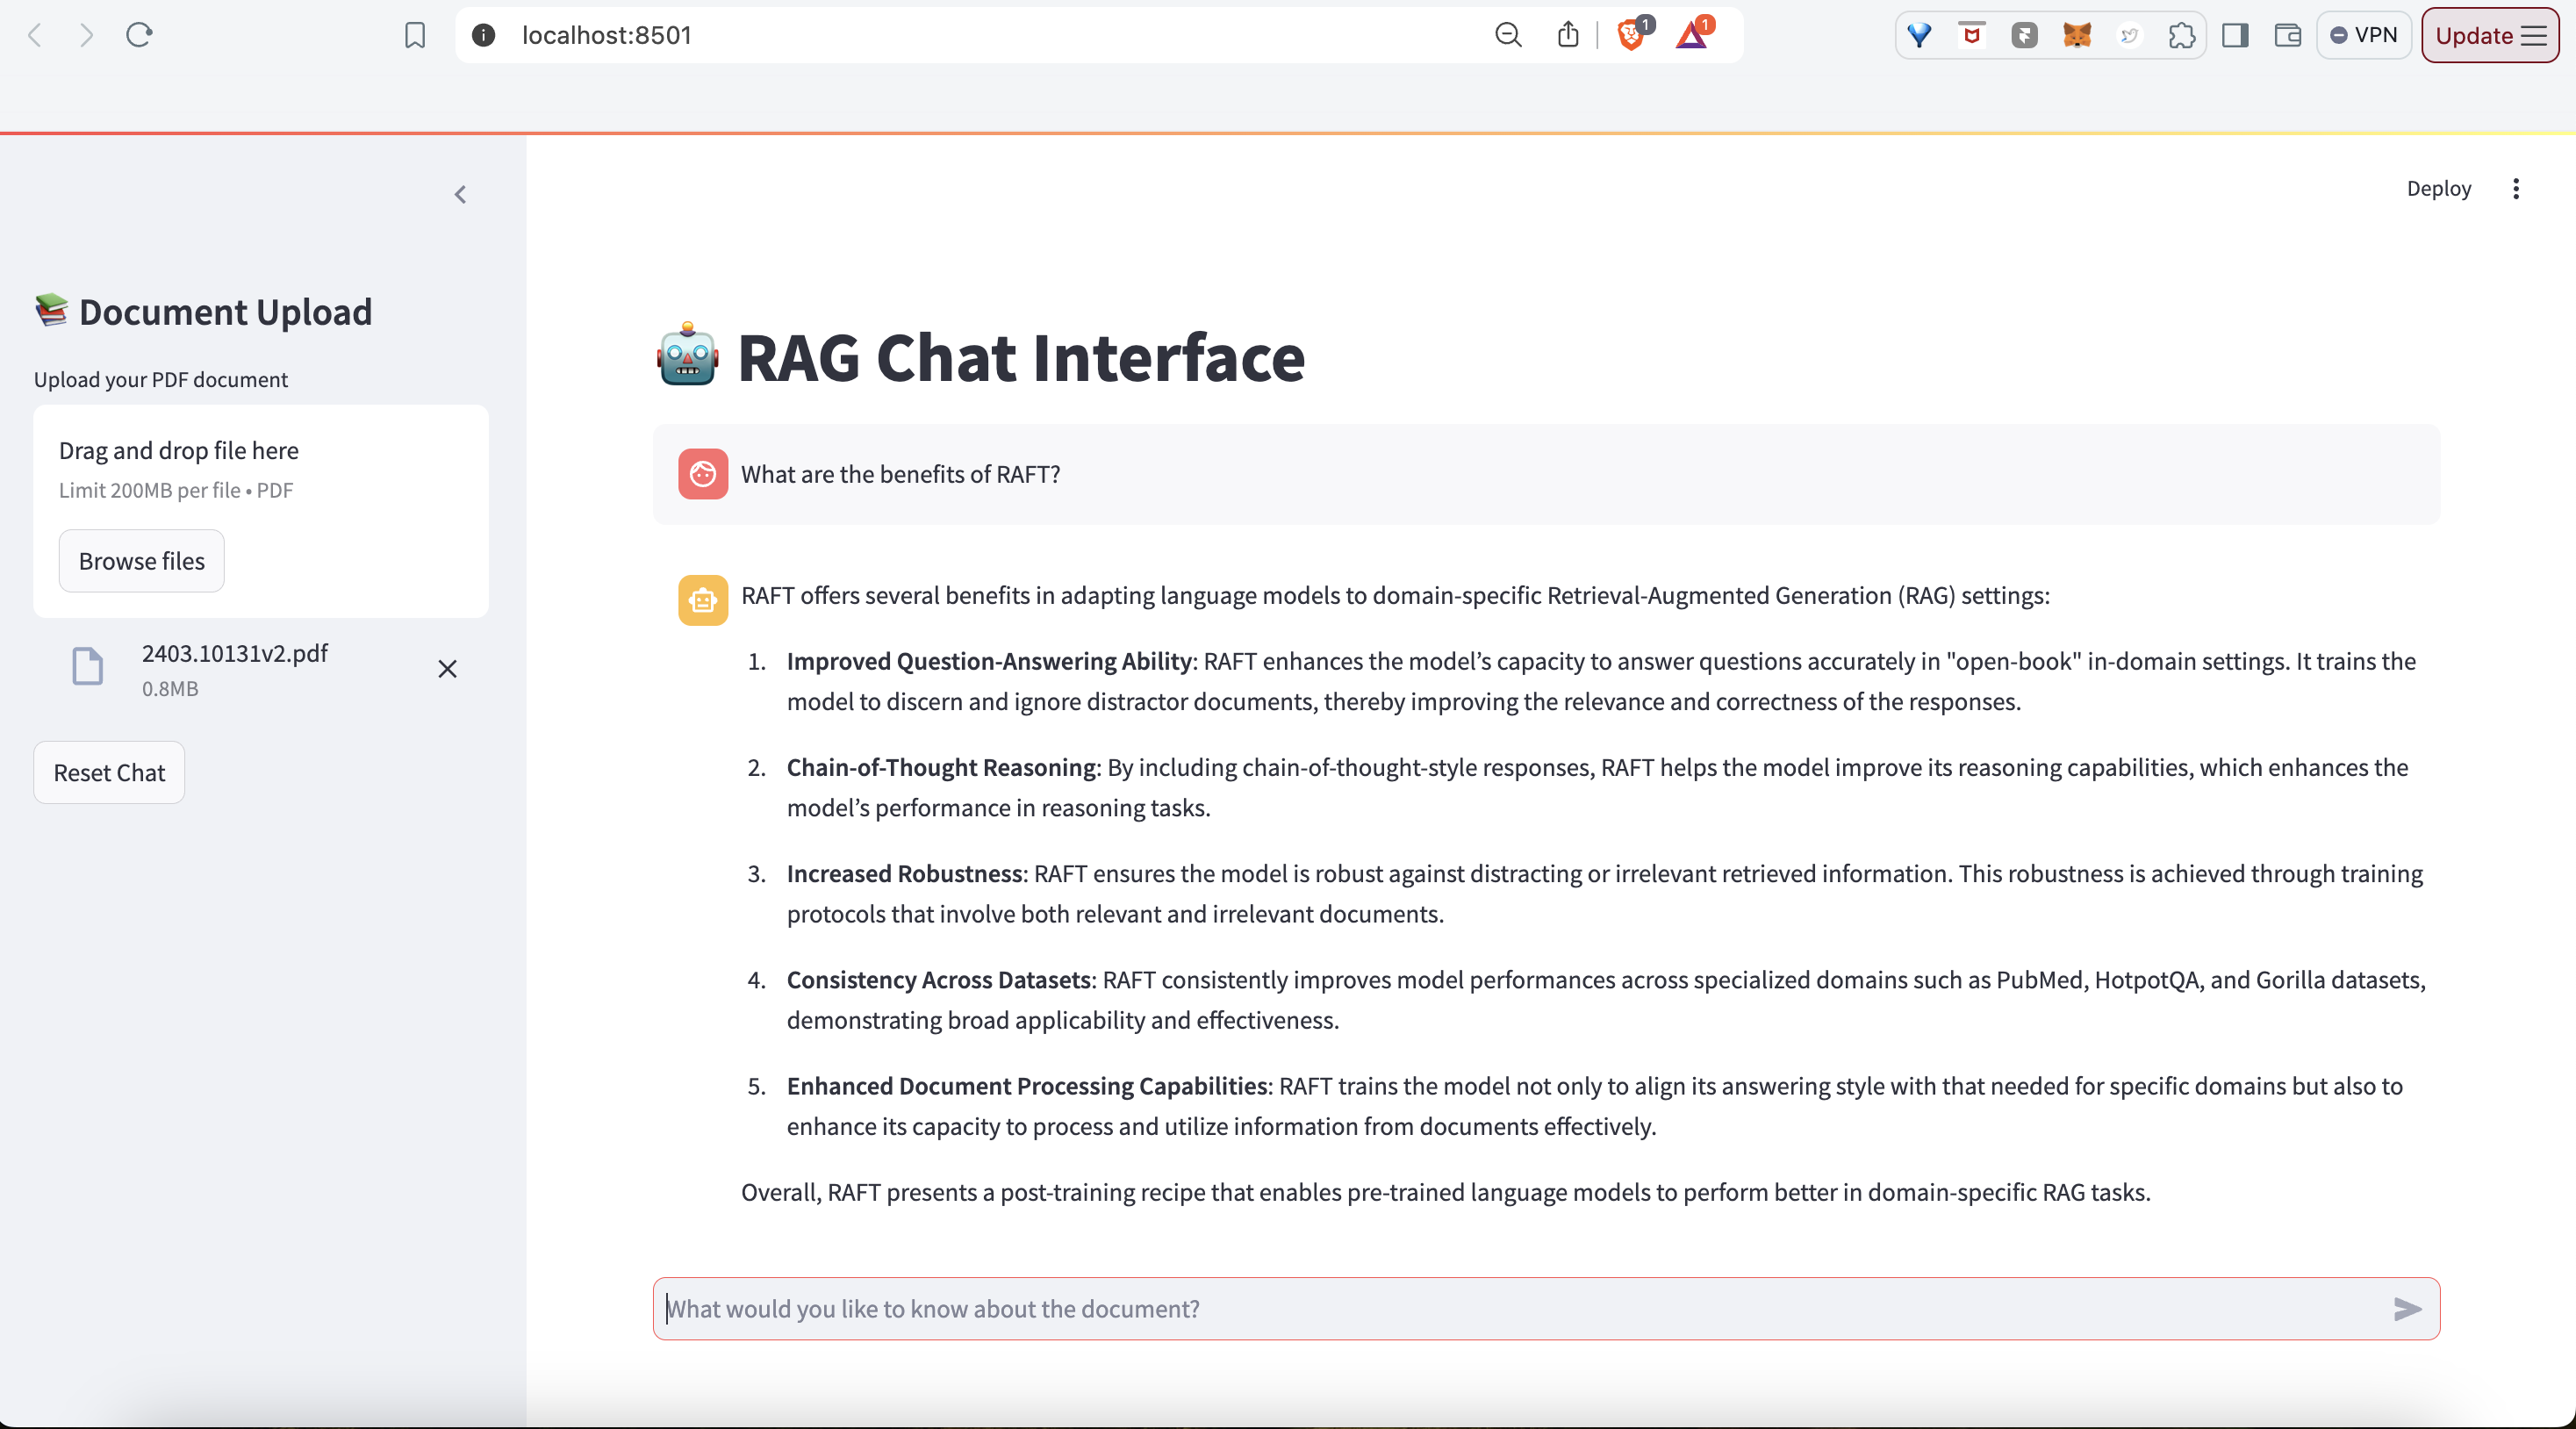 localhost:8501
1
1
VPN
Update
Deploy
Document Upload
Upload your PDF document
Drag and drop file here
Limit 200MB per file • PDF
Browse files
2403.10131v2.pdf
0.8MB
Reset Chat
RAG Chat Interface
What are the benefits of RAFT?
RAFT offers several benefits in adapting language models to domain-specific Retrieval-Augmented Generation (RAG) settings:
1. Improved Question-Answering Ability: RAFT enhances the model’s capacity to answer questions accurately in "open-book" in-domain settings. It trains the
model to discern and ignore distractor documents, thereby improving the relevance and correctness of the responses.
2. Chain-of-Thought Reasoning: By including chain-of-thought-style responses, RAFT helps the model improve its reasoning capabilities, which enhances the
model’s performance in reasoning tasks.
3. Increased Robustness: RAFT ensures the model is robust against distracting or irrelevant retrieved information. This robustness is achieved through training
protocols that involve both relevant and irrelevant documents.
4. Consistency Across Datasets: RAFT consistently improves model performances across specialized domains such as PubMed, HotpotQA, and Gorilla datasets,
demonstrating broad applicability and effectiveness.
5. Enhanced Document Processing Capabilities: RAFT trains the model not only to align its answering style with that needed for specific domains but also to
enhance its capacity to process and utilize information from documents effectively.
Overall, RAFT presents a post-training recipe that enables pre-trained language models to perform better in domain-specific RAG tasks.
What would you like to know about the document?